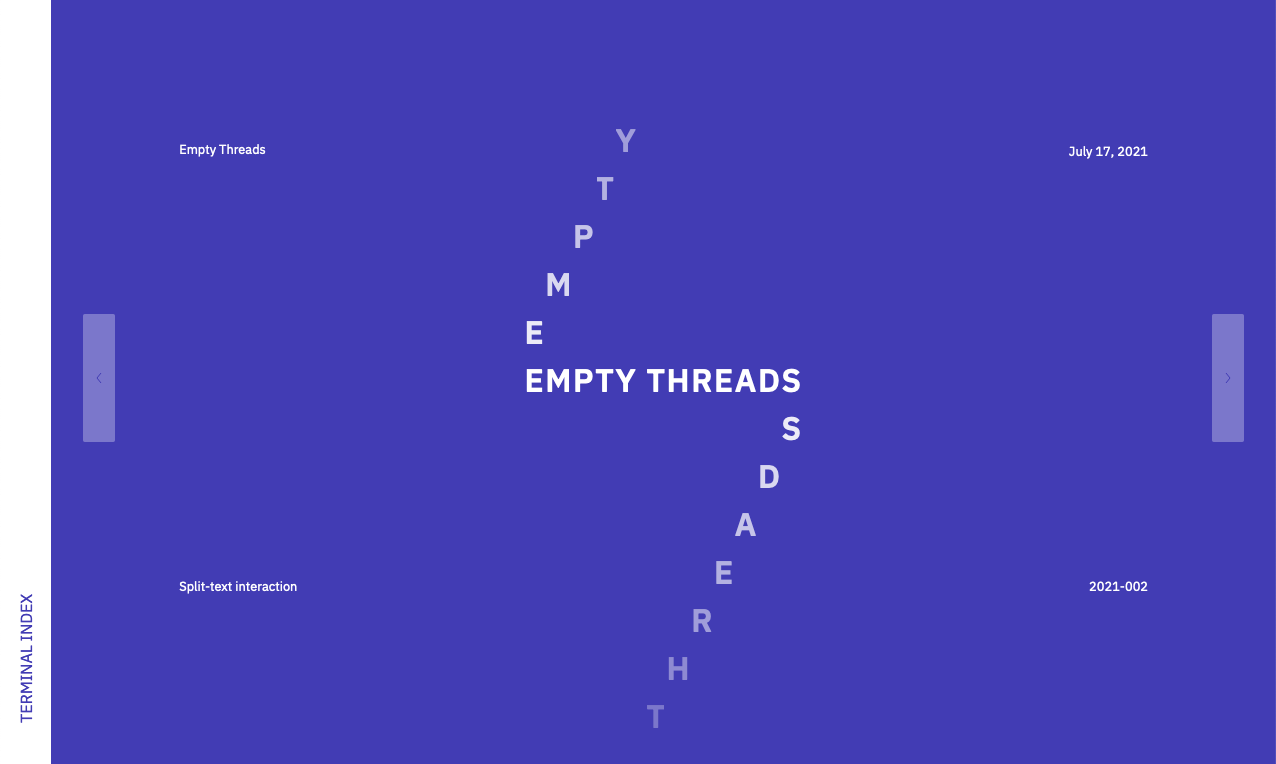 Y
Empty Threads
July 17, 2021
T
P
M
E
EMPTY THREADS
S
D
A
E
Split-text interaction
2021-002
R
H
T
TERMINAL INDEX